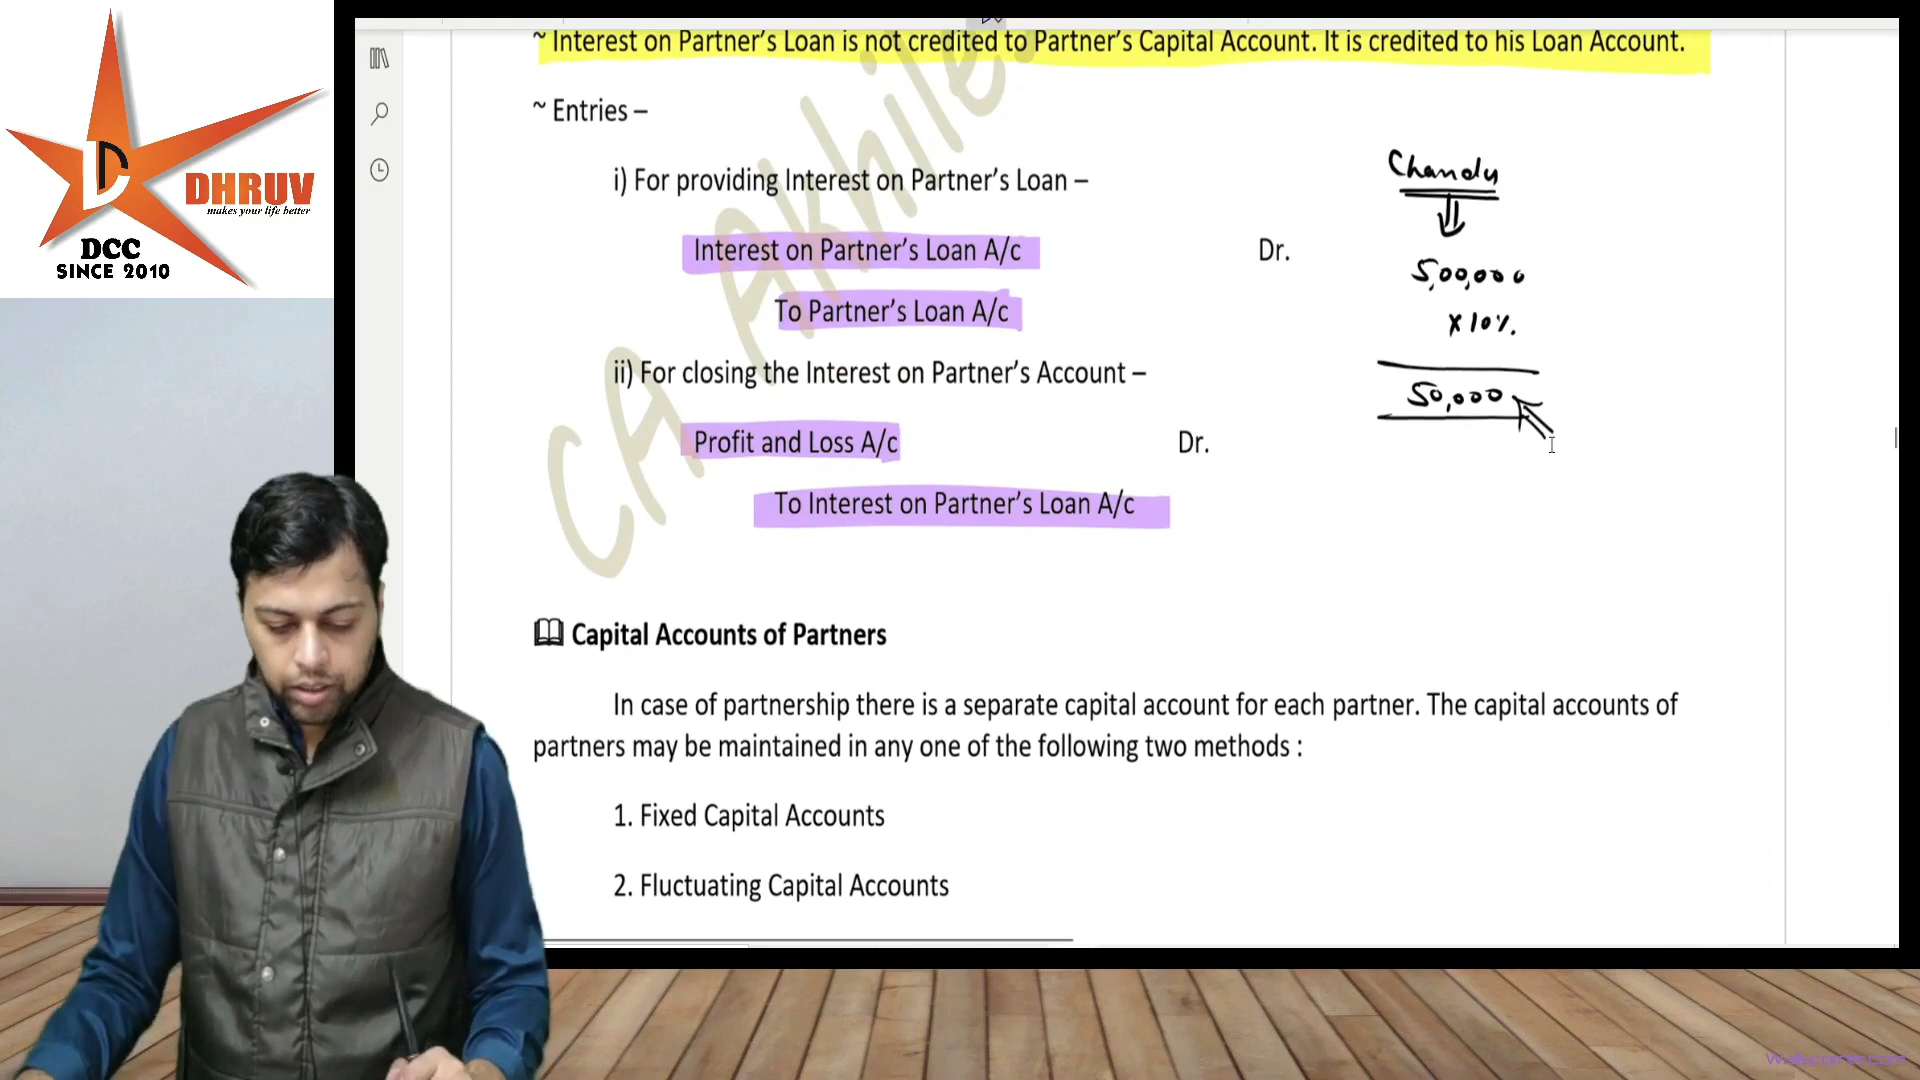 ~ Interest on Partner's Loan is not credited to Partner's Capital Account. It is credited to his Loan Account.
~ Entries –
i) For providing Interest on Partner's Loan –
Interest on Partner's Loan A/c Dr.
To Partner's Loan A/c
ii) For closing the Interest on Partner's Account –
Profit and Loss A/c Dr.
To Interest on Partner's Loan A/c
Chandu
5,00,000
x 10%.
50,000
Capital Accounts of Partners
In case of partnership there is a separate capital account for each partner. The capital accounts of
partners may be maintained in any one of the following two methods :
1. Fixed Capital Accounts
2. Fluctuating Capital Accounts
CA Akhile
D
DHRUV
makes your life better
DCC
SINCE 2010